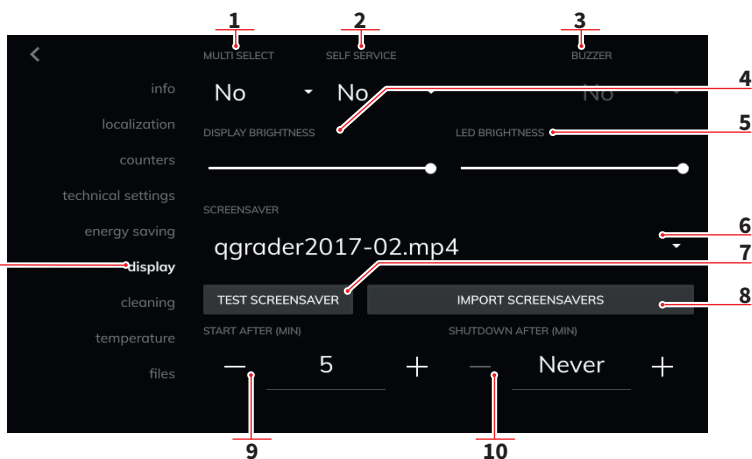 1 2 3
MULTI SELECT SELF SERVICE BUZZER
info No No No 4
localization DISPLAY BRIGHTNESS LED BRIGHTNESS 5
counters
technical settings
SCREENSAVER
energy saving 6
qgrader2017-02.mp4 7
display
cleaning TEST SCREENSAVER IMPORT SCREENSAVERS 8
temperature START AFTER (MIN) SHUTDOWN AFTER (MIN)
files − 5 + − Never +
9 10